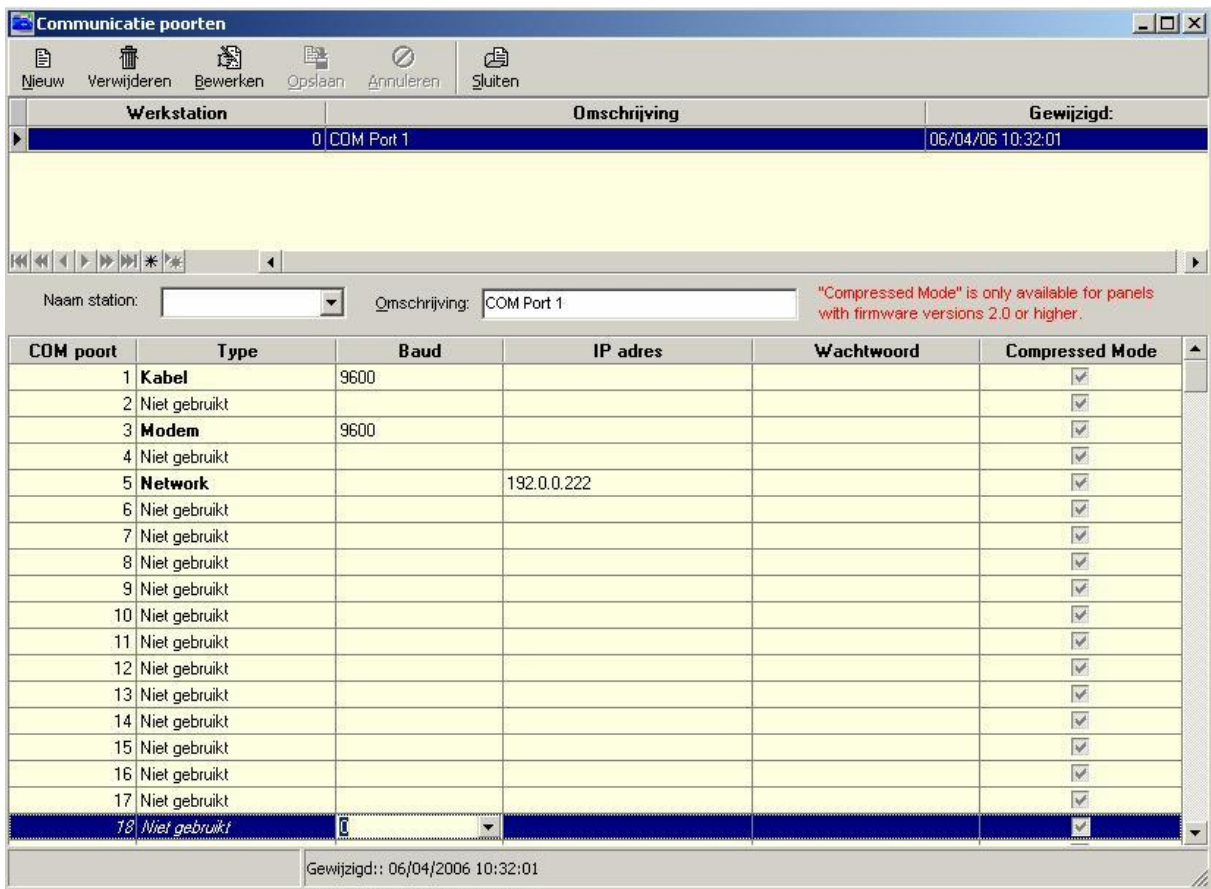 Communicatie poorten
Nieuw Verwijderen Bewerken Opslaan Annuleren Sluiten
Werkstation Omschrijving Gewijzigd:
0 COM Port 1 06/04/06 10:32:01
Naam station: Omschrijving: COM Port 1 "Compressed Mode" is only available for panels
with firmware versions 2.0 or higher.
COM poort Type Baud IP adres Wachtwoord Compressed Mode
1 Kabel 9600
2 Niet gebruikt
3 Modem 9600
4 Niet gebruikt
5 Network 192.0.0.222
6 Niet gebruikt
7 Niet gebruikt
8 Niet gebruikt
9 Niet gebruikt
10 Niet gebruikt
11 Niet gebruikt
12 Niet gebruikt
13 Niet gebruikt
14 Niet gebruikt
15 Niet gebruikt
16 Niet gebruikt
17 Niet gebruikt
18 Niet gebruikt 0
Gewijzigd:: 06/04/2006 10:32:01